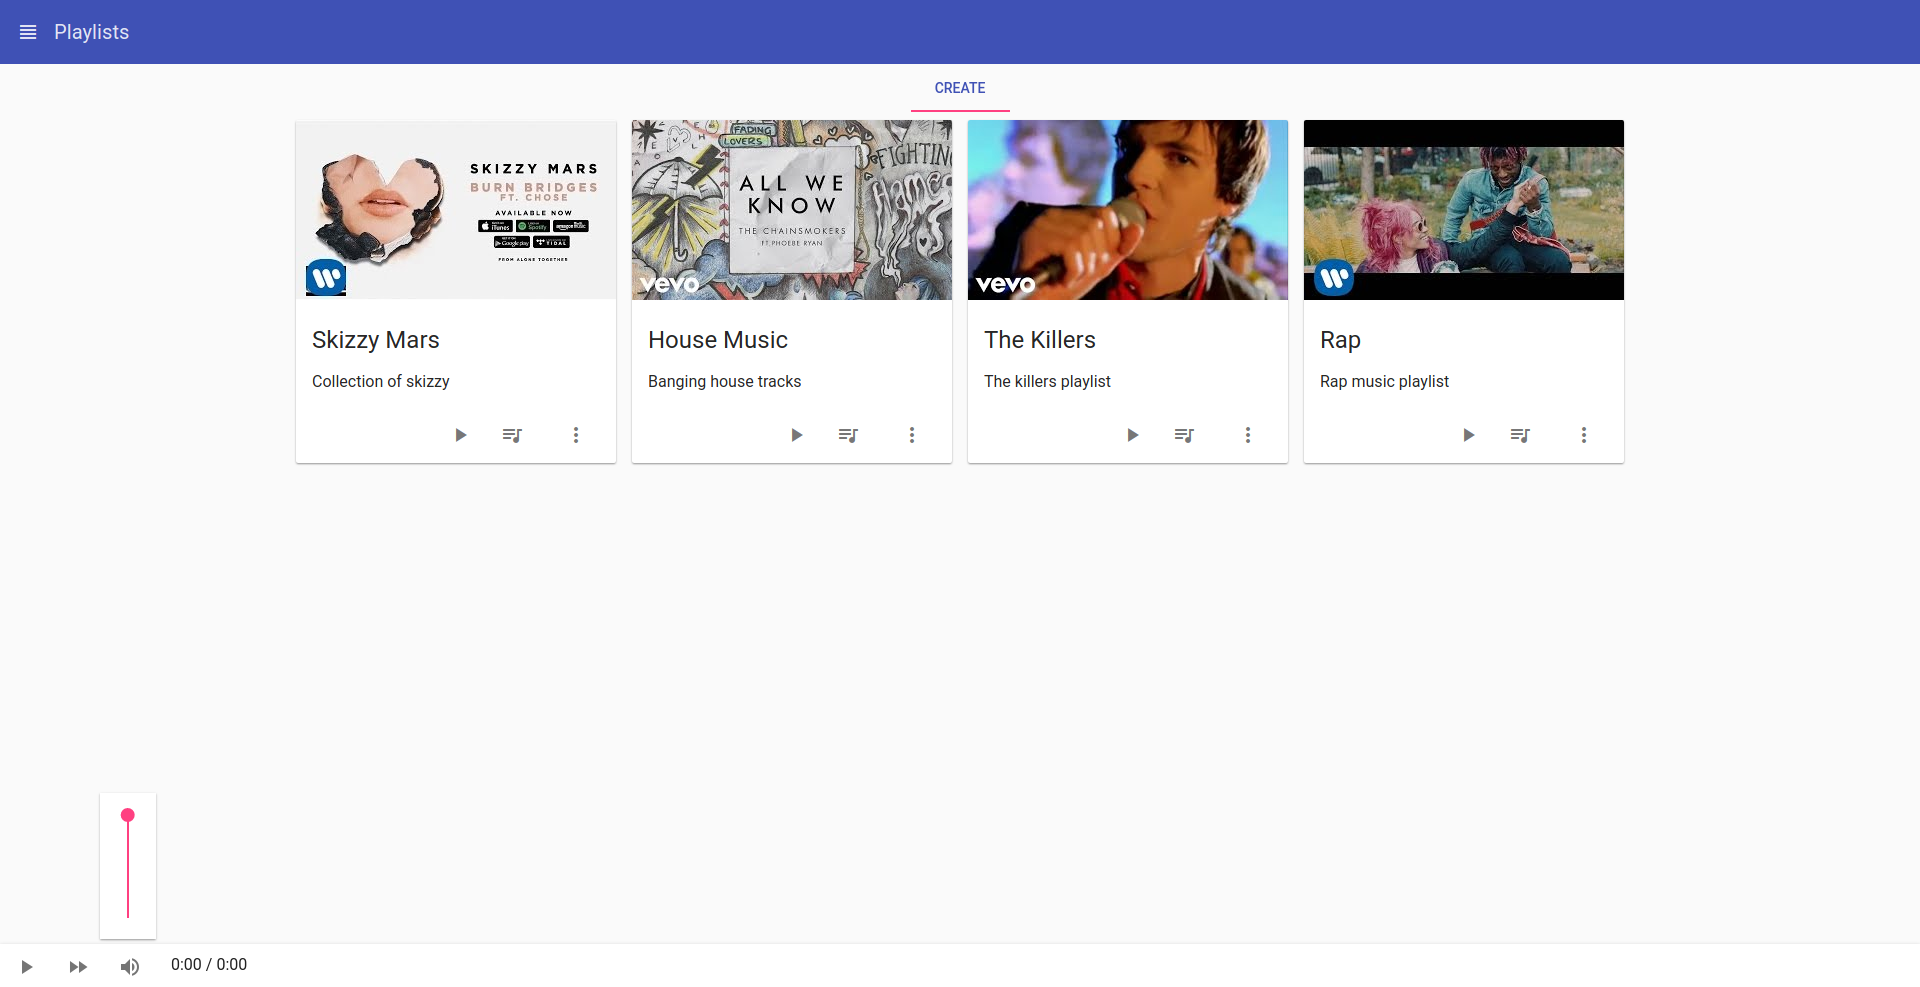 Playlists
CREATE
SKIZZY MARS
BURN BRIDGES
FT. CHOSE
AVAILABLE NOW
iTunes
Spotify
amazon music
Google play
TIDAL
FROM ALONE TOGETHER
Skizzy Mars
Collection of skizzy
FADING
LOVERS
FIGHTING
ALL WE
KNOW
THE CHAINSMOKERS
FT PHOEBE RYAN
vevo
House Music
Banging house tracks
vevo
The Killers
The killers playlist
Rap
Rap music playlist
0:00 / 0:00